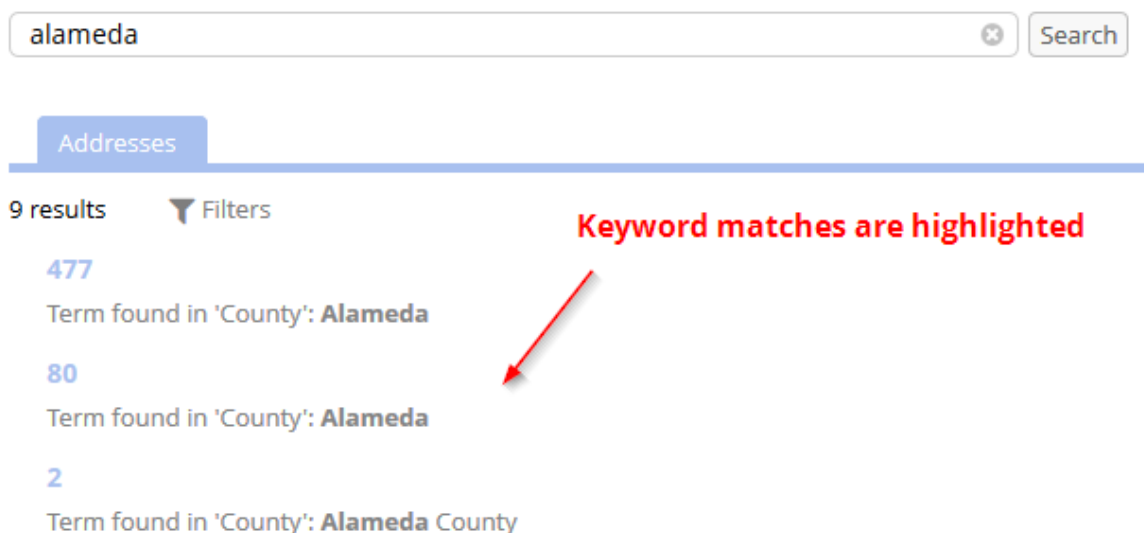 alameda
Search
Addresses
9 results Filters
Keyword matches are highlighted
477
Term found in 'County': Alameda
80
Term found in 'County': Alameda
2
Term found in 'County': Alameda County